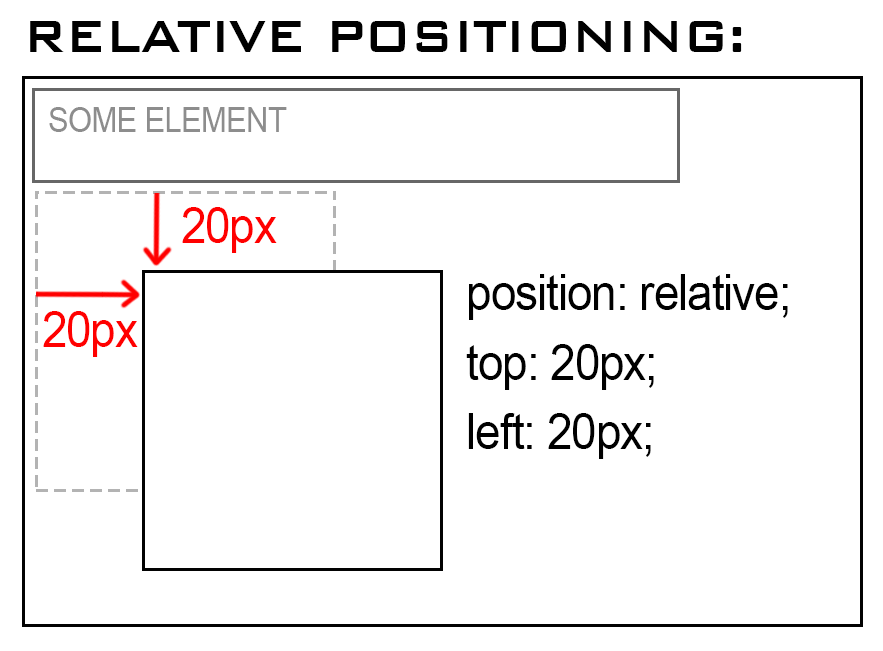 RELATIVE POSITIONING:
SOME ELEMENT
20px
20px
position: relative;
top: 20px;
left: 20px;